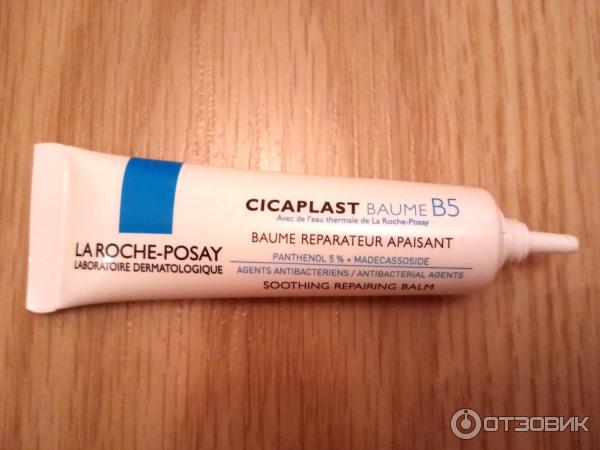 CICAPLAST BAUME B5
Avec de l'eau thermale de La Roche-Posay
BAUME REPARATEUR APAISANT
PANTHENOL 5 % + MADECASSOSIDE
AGENTS ANTIBACTERIENS / ANTIBACTERIAL AGENTS
SOOTHING REPAIRING BALM
LA ROCHE-POSAY
LABORATOIRE DERMATOLOGIQUE
ОТЗОВИК